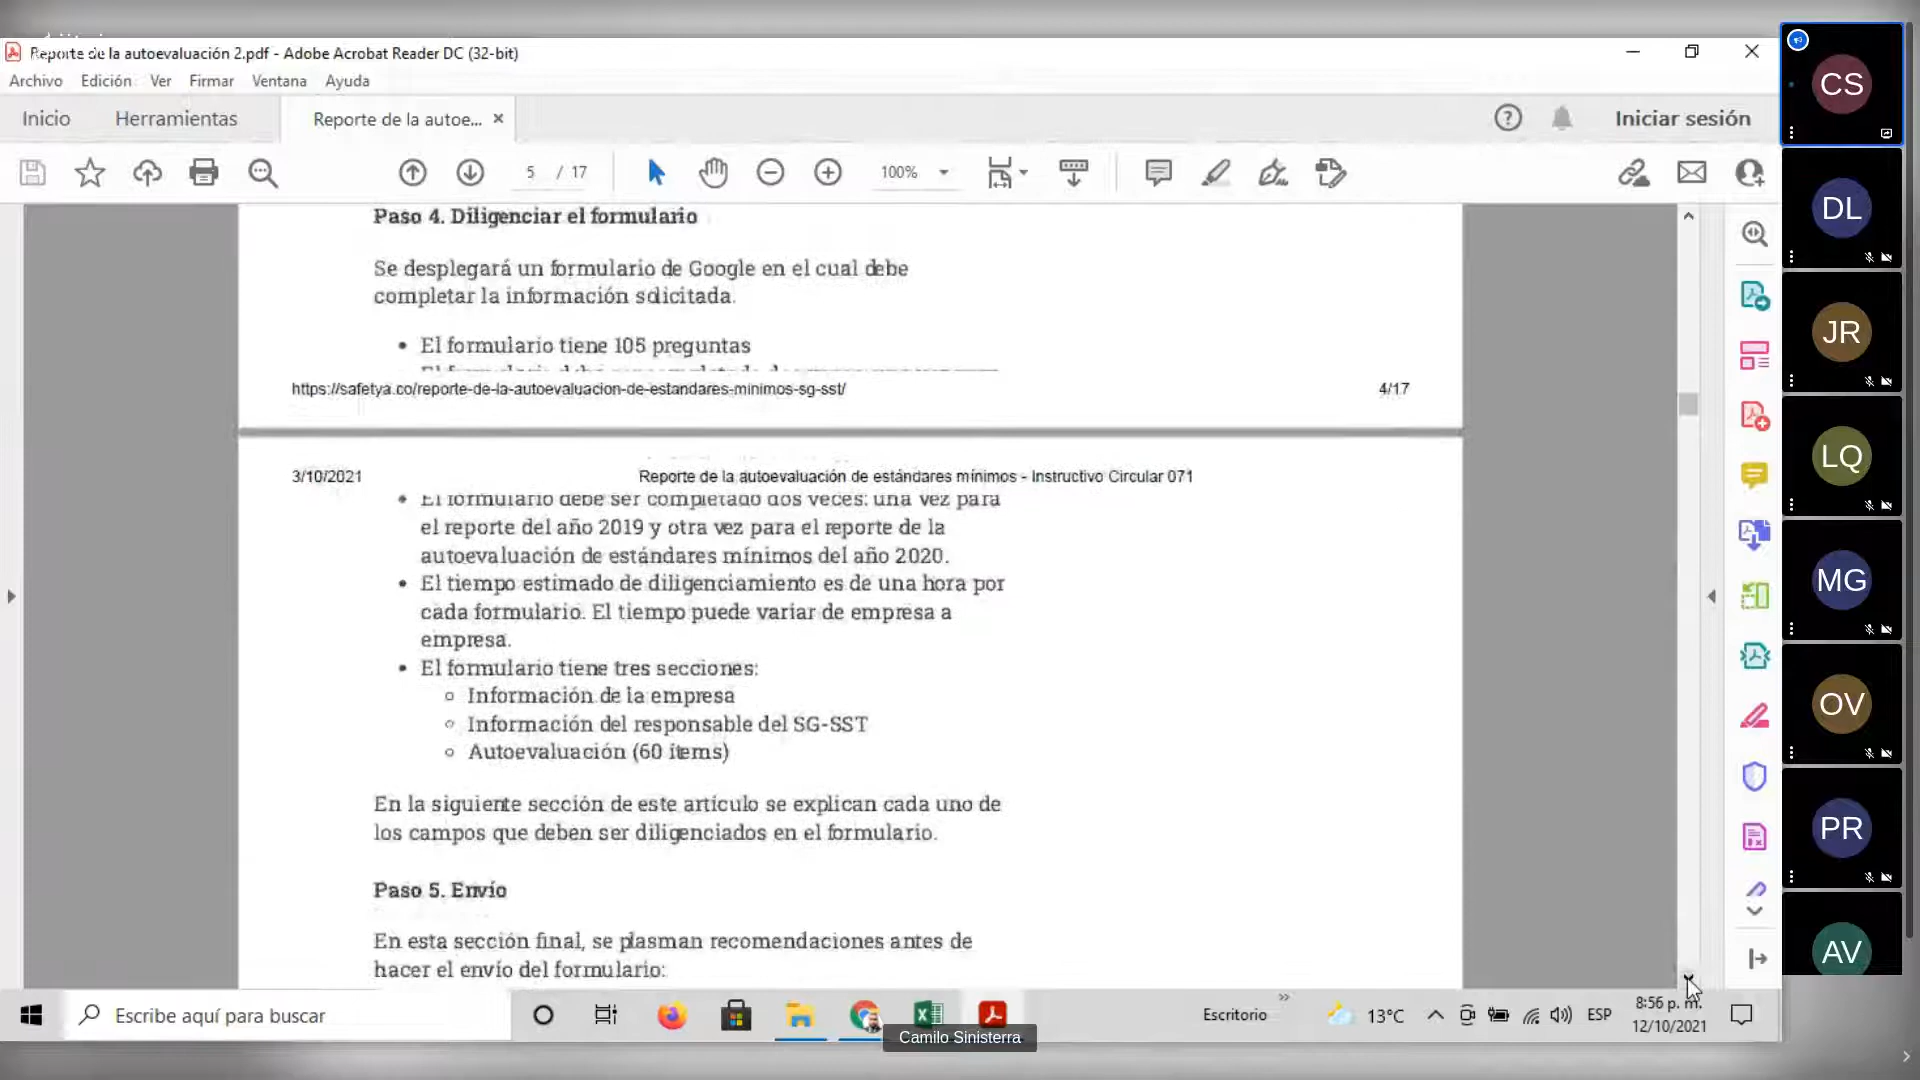 Reporte de la autoevaluación 2.pdf - Adobe Acrobat Reader DC (32-bit)
Archivo Edición Ver Firmar Ventana Ayuda
Inicio Herramientas Reporte de la autoe... Iniciar sesión
5 / 17 100%
Paso 4. Diligenciar el formulario
Se desplegará un formulario de Google en el cual debe
completar la información solicitada.
• El formulario tiene 105 preguntas
https://safetya.co/reporte-de-la-autoevaluacion-de-estandares-minimos-sg-sst/ 4/17
3/10/2021 Reporte de la autoevaluación de estándares mínimos - Instructivo Circular 071
• El formulario debe ser completado dos veces: una vez para
el reporte del año 2019 y otra vez para el reporte de la
autoevaluación de estándares mínimos del año 2020.
• El tiempo estimado de diligenciamiento es de una hora por
cada formulario. El tiempo puede variar de empresa a
empresa.
• El formulario tiene tres secciones:
Información de la empresa
Información del responsable del SG-SST
Autoevaluación (60 ítems)
En la siguiente sección de este artículo se explican cada uno de
los campos que deben ser diligenciados en el formulario.
Paso 5. Envío
En esta sección final, se plasman recomendaciones antes de
hacer el envío del formulario:
Escribe aquí para buscar
Escritorio
13°C
ESP
8:56 p. m.
12/10/2021
Camilo Sinisterra
CS
DL
JR
LQ
MG
OV
PR
AV